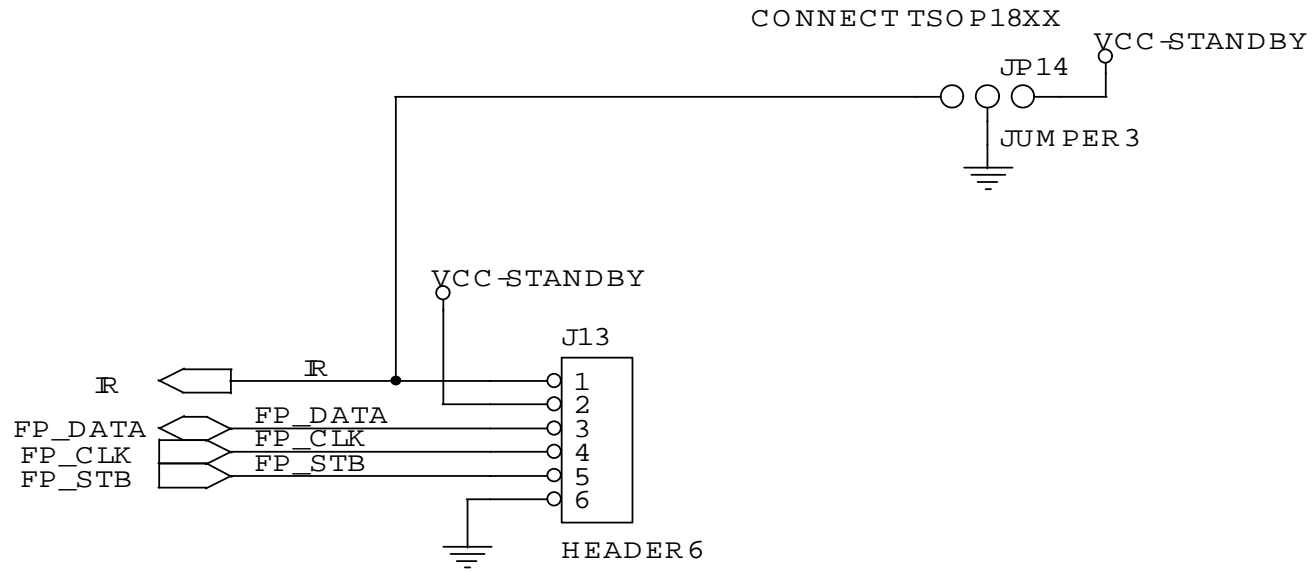 CONNECT TSOP18XX
VCC-STANDBY
JP14
JUMPER3
VCC-STANDBY
J13
IR
IR
1
2
FP_DATA
FP_DATA
3
FP_CLK
FP_CLK
4
FP_STB
FP_STB
5
6
HEADER6